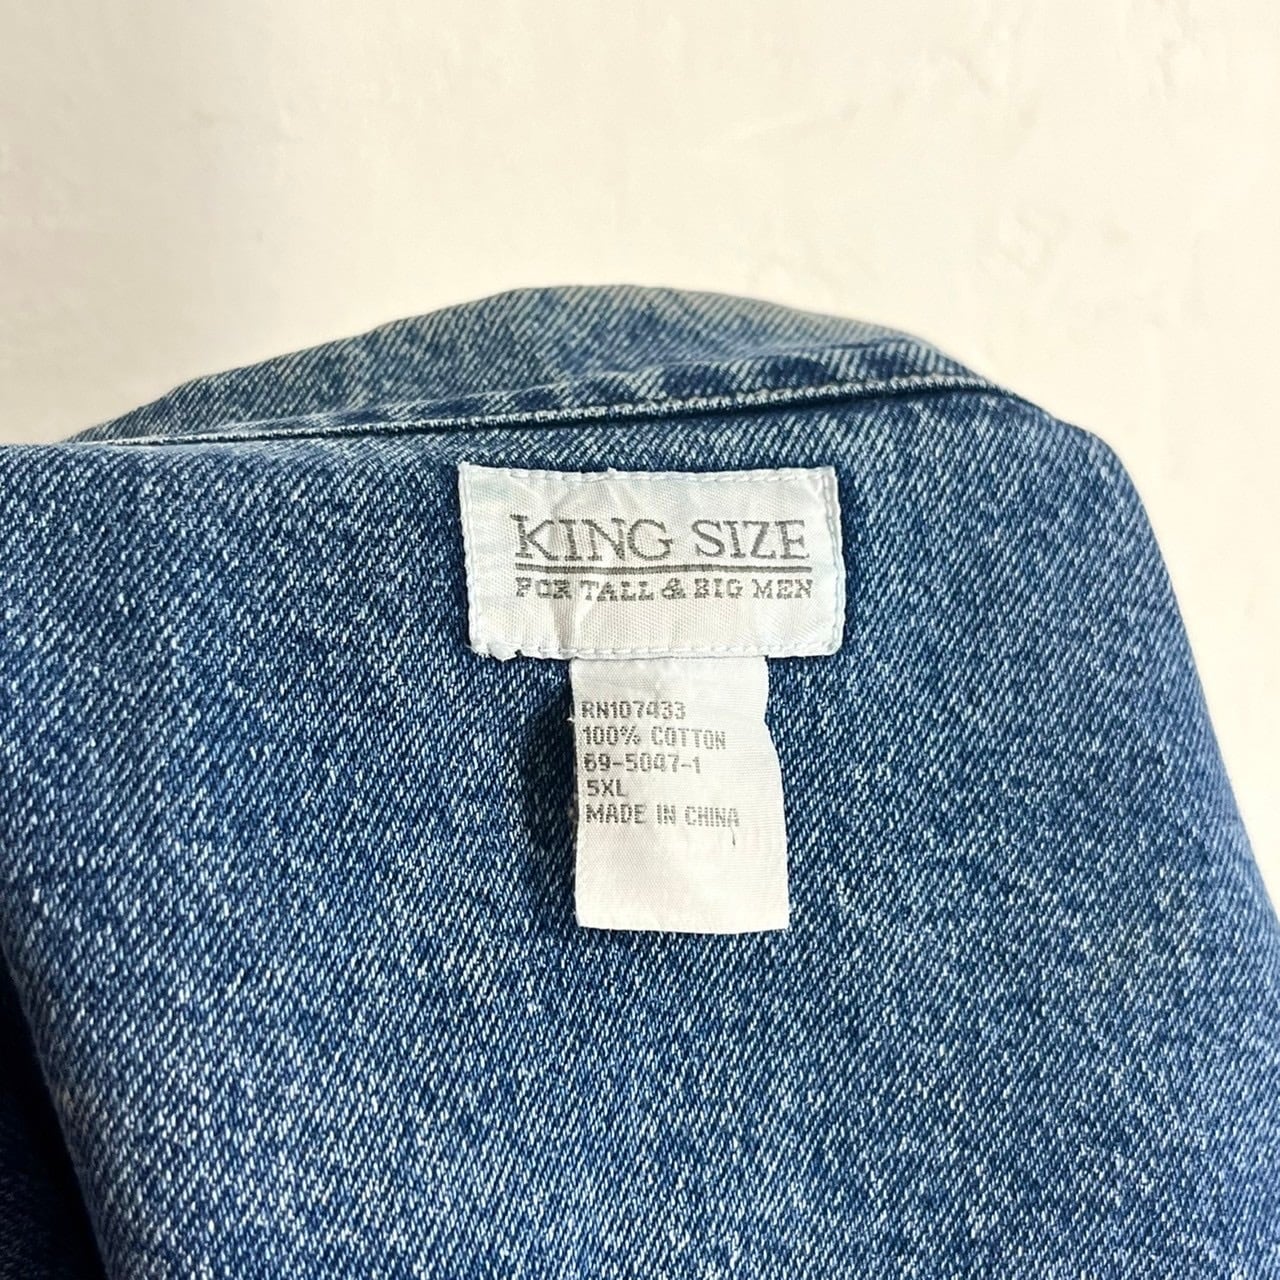 KING SIZE
FOR TALL & BIG MEN
RN107433
100% COTTON
69-5047-1
5XL
MADE IN CHINA